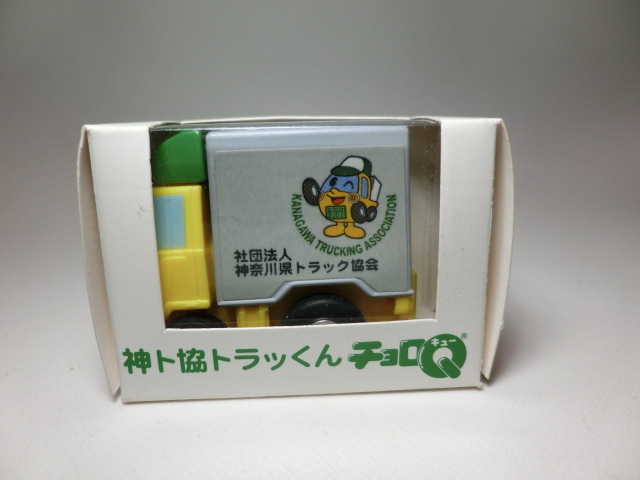 KANAGAWA TRUCKING ASSOCIATION
社団法人
神奈川県トラック協会
神ト協トラッくん チョロQ®
キュー